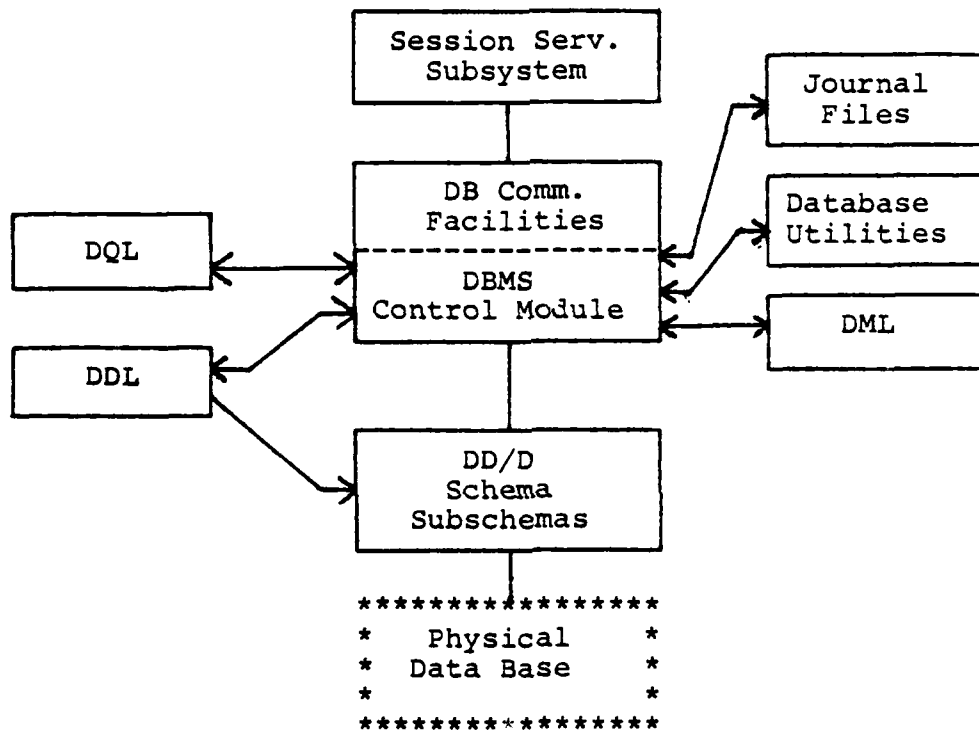 Session Serv.
Subsystem
Journal
Files
DB Comm.
Facilities
Database
Utilities
DQL
DBMS
Control Module
DML
DDL
DD/D
Schema
Subschemas
* * * * * * * * * * * * * * * * *
* Physical *
* Data Base *
* *
* * * * * * * * * * * * * * * * *